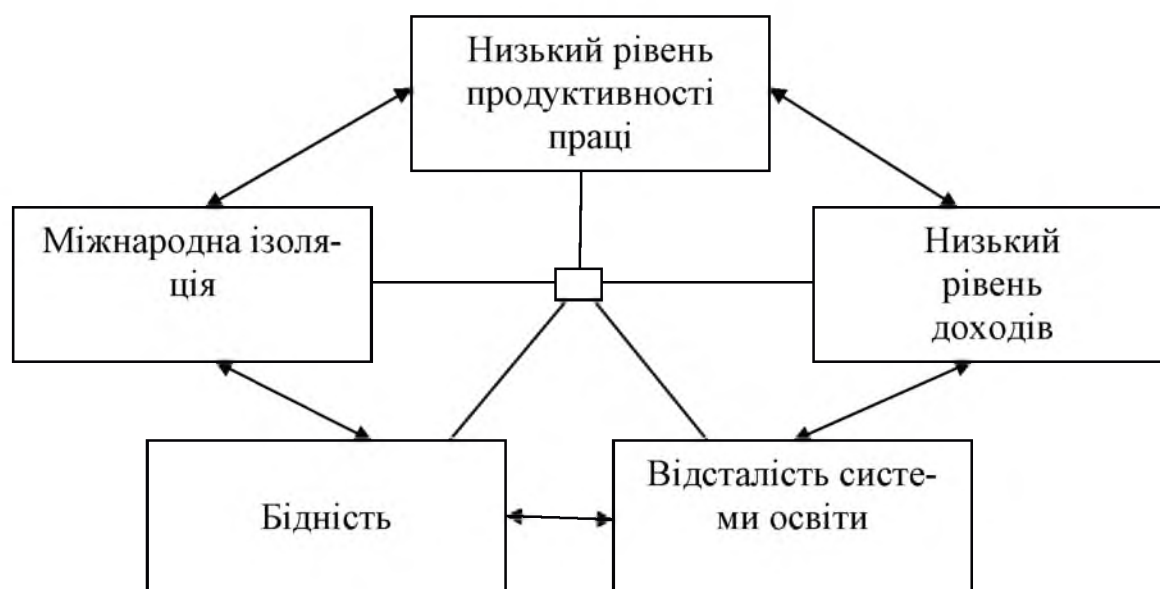 Низький рівень
продуктивності
праці
Міжнародна ізоля-
ція
Низький
рівень
доходів
Бідність
Відсталість систе-
ми освіти